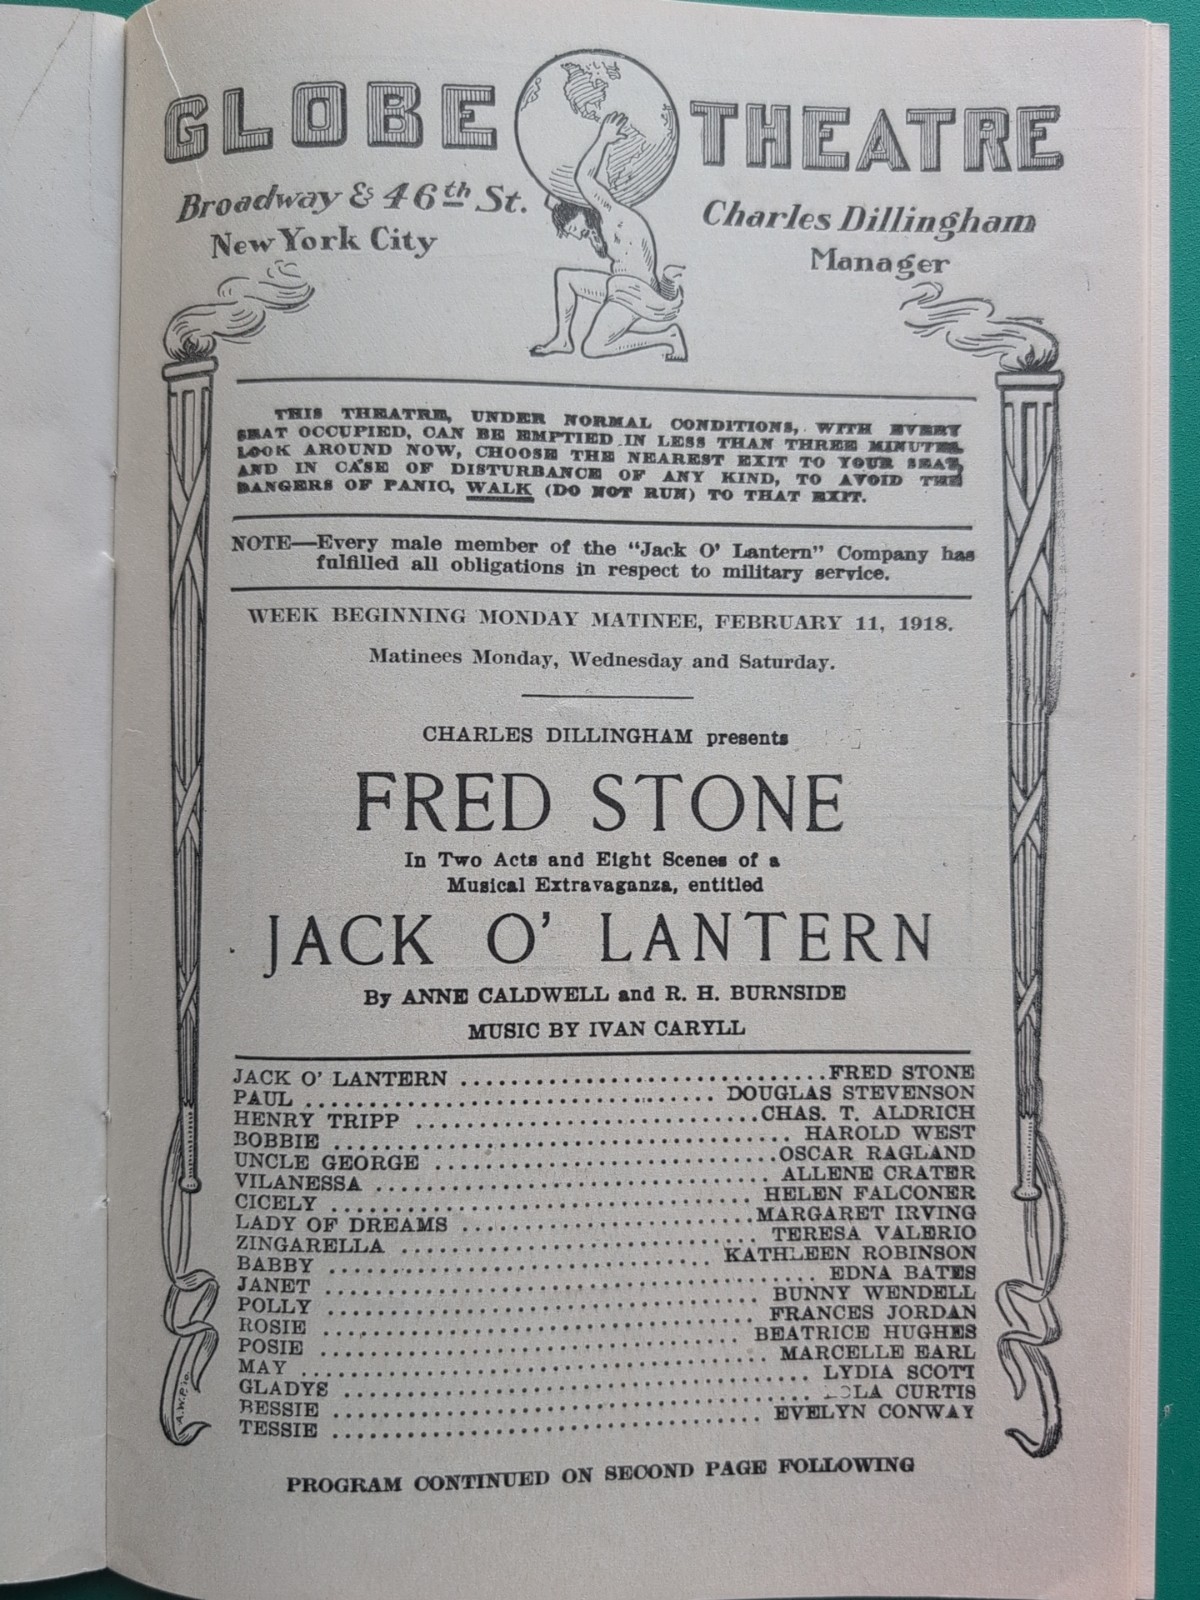 GLOBE THEATRE
Broadway & 46th St.
New York City
Charles Dillingham
Manager
THIS THEATRE, UNDER NORMAL CONDITIONS, WITH EVERY
SEAT OCCUPIED, CAN BE EMPTIED IN LESS THAN THREE MINUTES.
LOOK AROUND NOW, CHOOSE THE NEAREST EXIT TO YOUR SEAT,
AND IN CASE OF DISTURBANCE OF ANY KIND, TO AVOID THE
DANGERS OF PANIC, WALK (DO NOT RUN) TO THAT EXIT.
NOTE—Every male member of the "Jack O' Lantern" Company has
fulfilled all obligations in respect to military service.
WEEK BEGINNING MONDAY MATINEE, FEBRUARY 11, 1918.
Matinees Monday, Wednesday and Saturday.
CHARLES DILLINGHAM presents
FRED STONE
In Two Acts and Eight Scenes of a
Musical Extravaganza, entitled
JACK O' LANTERN
By ANNE CALDWELL and R. H. BURNSIDE
MUSIC BY IVAN CARYLL
JACK O' LANTERN ........ FRED STONE
PAUL ........ DOUGLAS STEVENSON
HENRY TRIPP ........ CHAS. T. ALDRICH
BOBBIE ........ HAROLD WEST
UNCLE GEORGE ........ OSCAR RAGLAND
VILANESSA ........ ALLENE CRATER
CICELY ........ HELEN FALCONER
LADY OF DREAMS ........ MARGARET IRVING
ZINGARELLA ........ TERESA VALERIO
BABBY ........ KATHLEEN ROBINSON
JANET ........ EDNA BATES
POLLY ........ BUNNY WENDELL
ROSIE ........ FRANCES JORDAN
POSIE ........ BEATRICE HUGHES
MAY ........ MARCELLE EARL
GLADYS ........ LYDIA SCOTT
BESSIE ........ LOLA CURTIS
TESSIE ........ EVELYN CONWAY
PROGRAM CONTINUED ON SECOND PAGE FOLLOWING